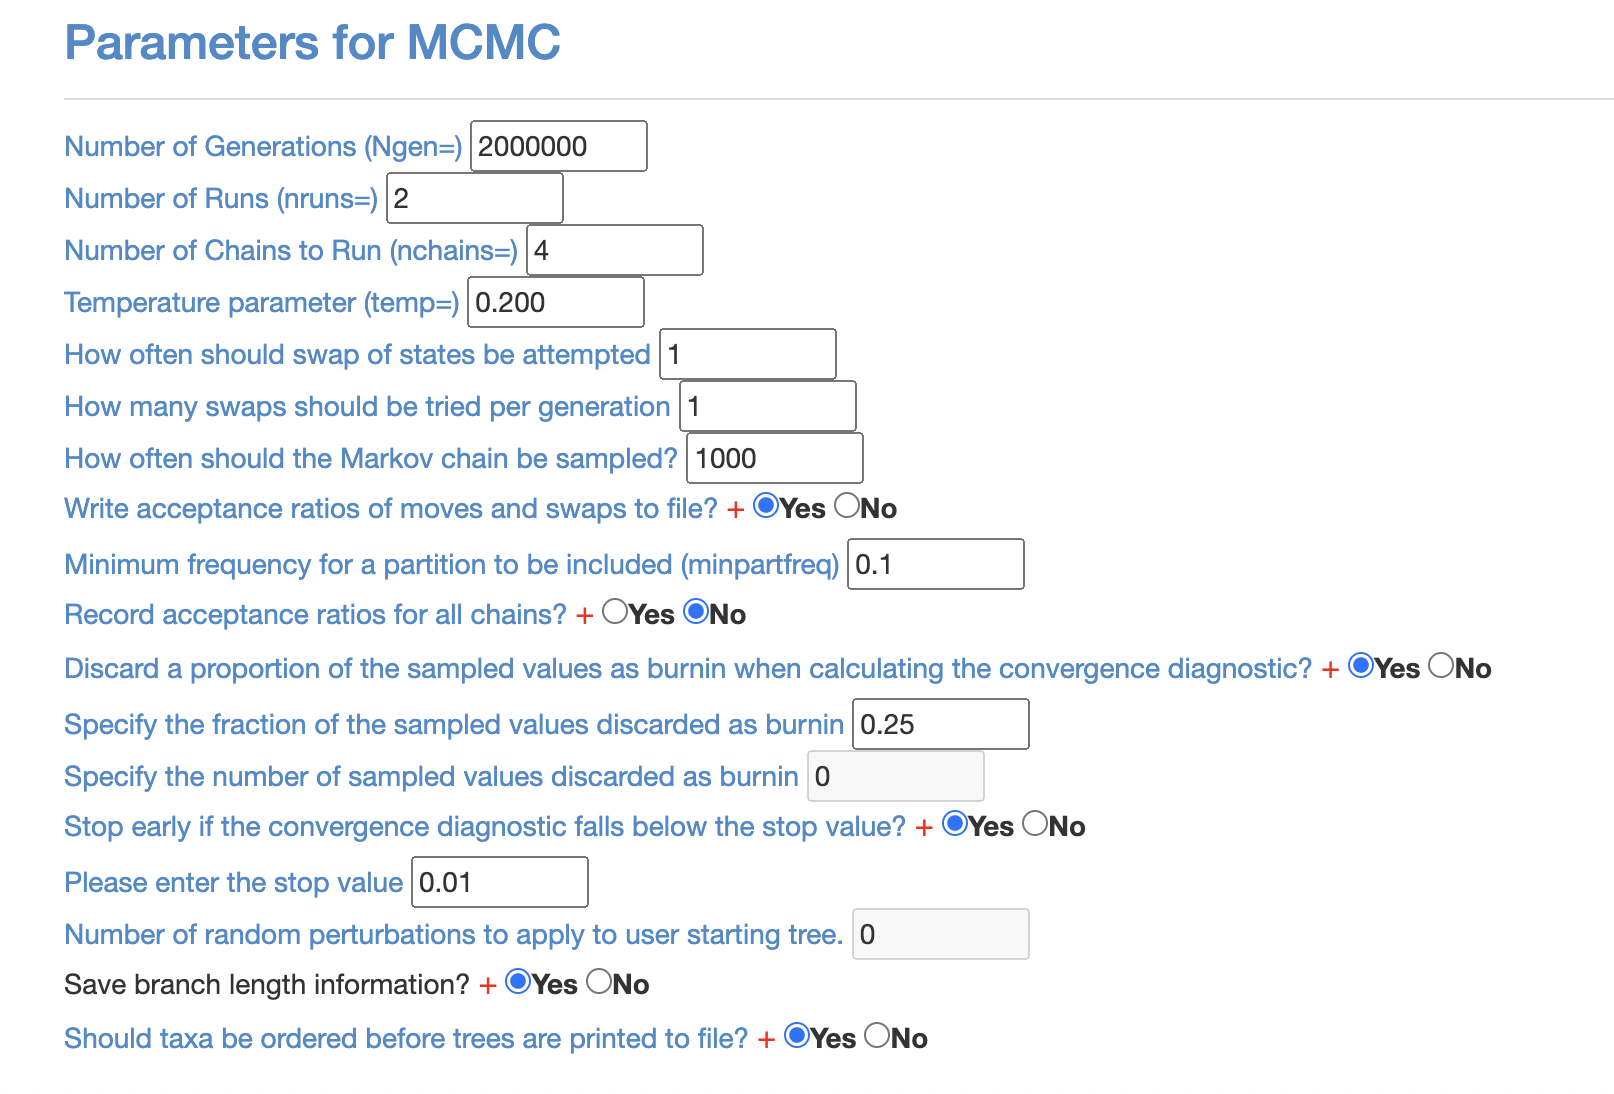 Parameters for MCMC
Number of Generations (Ngen=) 2000000
Number of Runs (nruns=) 2
Number of Chains to Run (nchains=) 4
Temperature parameter (temp=) 0.200
How often should swap of states be attempted 1
How many swaps should be tried per generation 1
How often should the Markov chain be sampled? 1000
Write acceptance ratios of moves and swaps to file? + Yes No
Minimum frequency for a partition to be included (minpartfreq) 0.1
Record acceptance ratios for all chains? + Yes No
Discard a proportion of the sampled values as burnin when calculating the convergence diagnostic? + Yes No
Specify the fraction of the sampled values discarded as burnin 0.25
Specify the number of sampled values discarded as burnin 0
Stop early if the convergence diagnostic falls below the stop value? + Yes No
Please enter the stop value 0.01
Number of random perturbations to apply to user starting tree. 0
Save branch length information? + Yes No
Should taxa be ordered before trees are printed to file? + Yes No